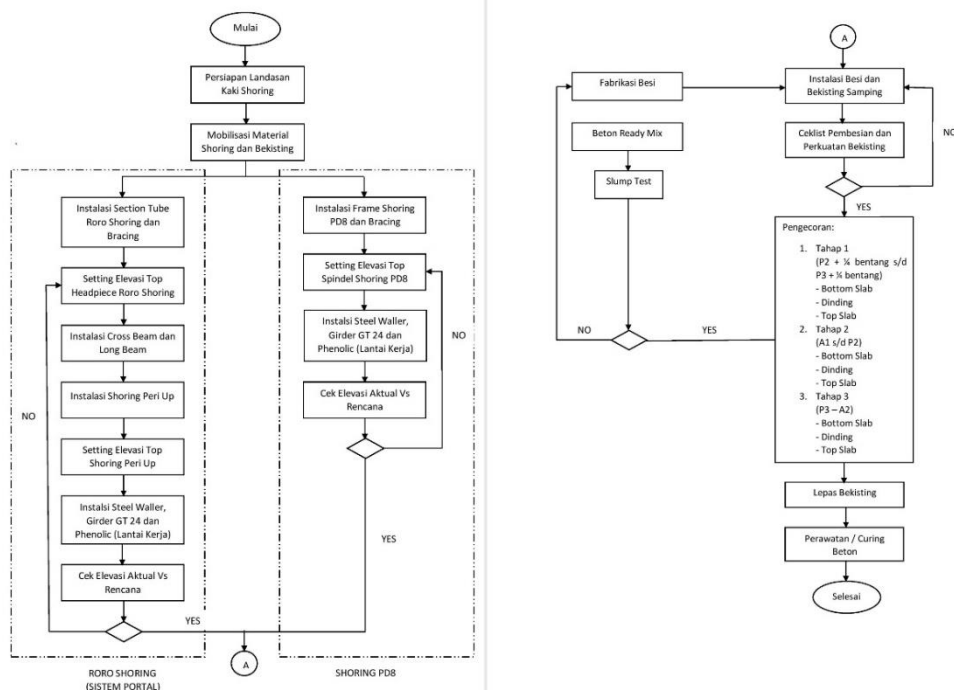 Mulai
Persiapan Landasan
Kaki Shoring
Mobilisasi Material
Shoring dan Bekisting
Instalasi Section Tube
Roro Shoring dan
Bracing
Setting Elevasi Top
Headpiece Roro Shoring
Instalasi Cross Beam dan
Long Beam
Instalasi Shoring Peri Up
NO
Setting Elevasi Top
Shoring Peri Up
Instalsi Steel Waller,
Girder GT 24 dan
Phenolic (Lantai Kerja)
Cek Elevasi Aktual Vs
Rencana
YES
RORO SHORING
(SISTEM PORTAL)
Instalasi Frame Shoring
PD8 dan Bracing
Setting Elevasi Top
Spindel Shoring PD8
Instalsi Steel Waller,
Girder GT 24 dan
Phenolic (Lantai Kerja)
NO
Cek Elevasi Aktual Vs
Rencana
YES
SHORING PD8
A
A
Fabrikasi Besi
Instalasi Besi dan
Bekisting Samping
Beton Ready Mix
Ceklist Pembesian dan
Perkuatan Bekisting
NO
Slump Test
YES
NO
YES
Pengecoran:
1. Tahap 1
(P2 + ¼ bentang s/d
P3 + ¼ bentang)
- Bottom Slab
- Dinding
- Top Slab
2. Tahap 2
(A1 s/d P2)
- Bottom Slab
- Dinding
- Top Slab
3. Tahap 3
(P3 – A2)
- Bottom Slab
- Dinding
- Top Slab
Lepas Bekisting
Perawatan / Curing
Beton
Selesai